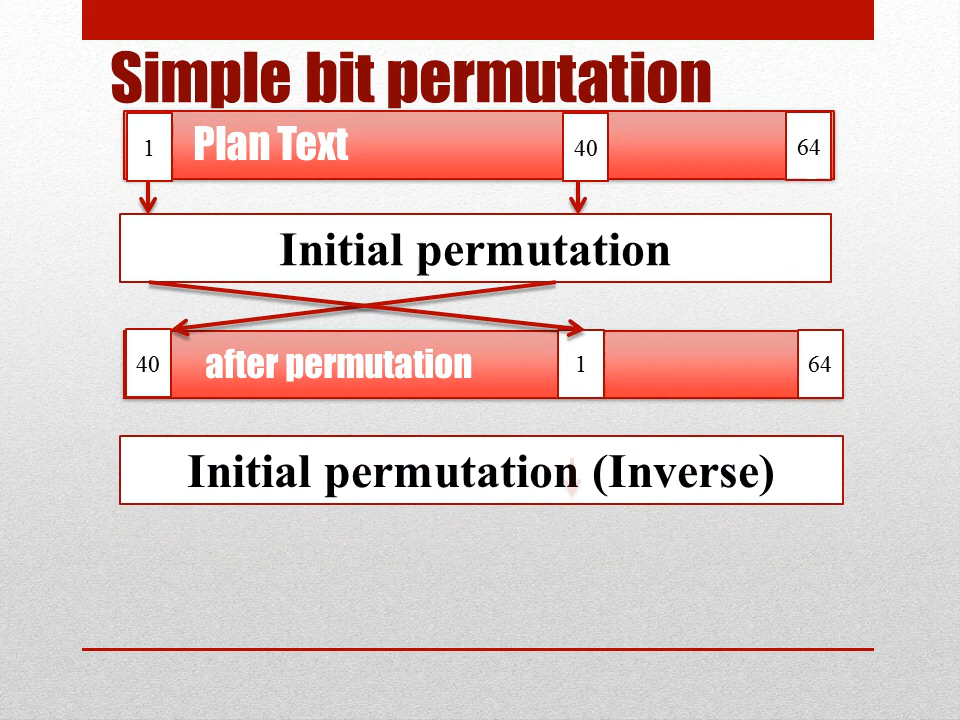 Simple bit permutation
1 Plan Text 40 64
Initial permutation
40 after permutation 1 64
Initial permutation (Inverse)